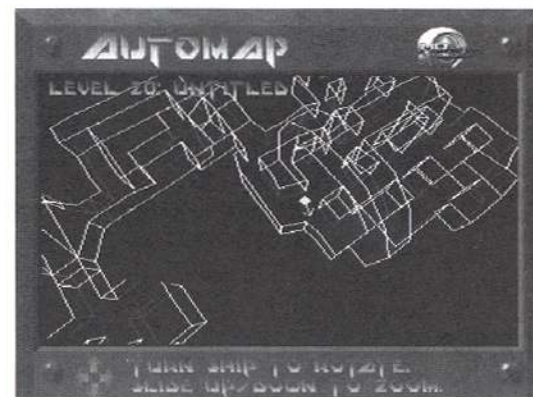 AUTOMAP
LEVEL 20: UNTITLED
TURN SHIP TO ROTATE.
SLIDE UP/DOWN TO ZOOM.